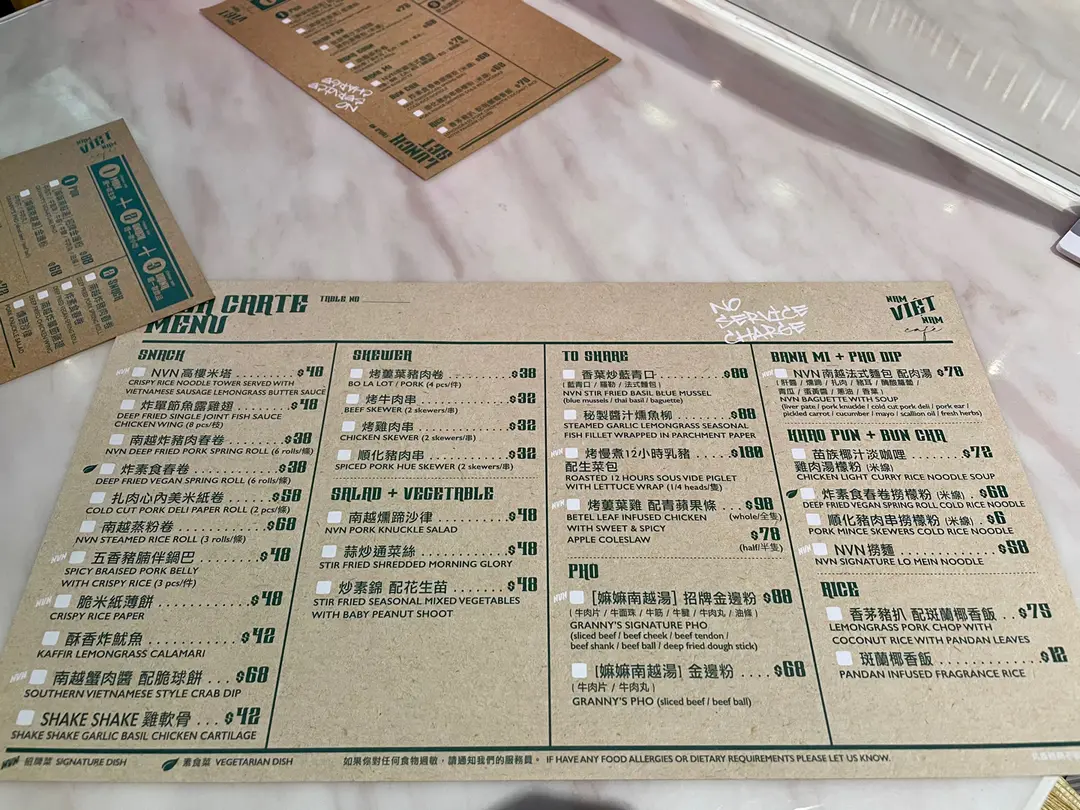 LUNCH
SET
NO
SERVICE
CHARGE
À LA CARTE
MENU
TABLE NO
NO
SERVICE
CHARGE
NAM
VIỆT
NAM
cafe
SNACK
NVN 高樓米塔 $48
CRISPY RICE NOODLE TOWER SERVED WITH
VIETNAMESE SAUSAGE LEMONGRASS BUTTER SAUCE
炸單節魚露雞翅 $48
DEEP FRIED SINGLE JOINT FISH SAUCE
CHICKEN WING (8 pcs/枝)
南越炸豬肉春卷 $38
NVN DEEP FRIED PORK SPRING ROLL (6 rolls/條)
炸素食春卷 $38
DEEP FRIED VEGAN SPRING ROLL (6 rolls/條)
扎肉心內美米紙卷 $58
COLD CUT PORK DELI PAPER ROLL (2 pcs/條)
南越蒸粉卷 $68
NVN STEAMED RICE ROLL (3 rolls/條)
五香豬腩伴鍋巴 $48
SPICY BRAISED PORK BELLY
WITH CRISPY RICE (3 pcs/件)
脆米紙薄餅 $48
CRISPY RICE PAPER
酥香炸魷魚 $42
KAFFIR LEMONGRASS CALAMARI
南越蟹肉醬 配脆球餅 $68
SOUTHERN VIETNAMESE STYLE CRAB DIP
SHAKE SHAKE 雞軟骨 $42
SHAKE SHAKE GARLIC BASIL CHICKEN CARTILAGE
SKEWER
烤蔞葉豬肉卷 $38
BO LA LOT / PORK (4 pcs/件)
烤牛肉串 $32
BEEF SKEWER (2 skewers/串)
烤雞肉串 $32
CHICKEN SKEWER (2 skewers/串)
順化豬肉串 $32
SPICED PORK HUE SKEWER (2 skewers/串)
SALAD + VEGETABLE
南越燻蹄沙律 $48
NVN PORK KNUCKLE SALAD
蒜炒通菜絲 $48
STIR FRIED SHREDDED MORNING GLORY
炒素錦 配花生苗 $48
STIR FRIED SEASONAL MIXED VEGETABLES
WITH BABY PEANUT SHOOT
TO SHARE
香葉炒藍青口 $88
(藍青口 / 羅勒 / 法式麵包)
NVN STIR FRIED BASIL BLUE MUSSEL
(blue mussels / thai basil / baguette)
秘製醬汁燻魚柳 $88
STEAMED GARLIC LEMONGRASS SEASONAL
FISH FILLET WRAPPED IN PARCHMENT PAPER
烤慢煮12小時乳豬 $180
配生菜包
ROASTED 12 HOURS SOUS VIDE PIGLET
WITH LETTUCE WRAP (1/4 heads/隻)
烤蔞葉雞 配青蘋果條 $98
BETEL LEAF INFUSED CHICKEN (whole/全隻)
WITH SWEET & SPICY $78
APPLE COLESLAW (half/半隻)
PHO
[嫲嫲南越湯] 招牌金邊粉 $88
(牛肉片 / 牛面珠 / 牛筋 / 牛腱 / 牛肉丸 / 油條)
GRANNY'S SIGNATURE PHO
(sliced beef / beef cheek / beef tendon /
beef shank / beef ball / deep fried dough stick)
[嫲嫲南越湯] 金邊粉 $68
(牛肉片 / 牛肉丸)
GRANNY'S PHO (sliced beef / beef ball)
BANH MI + PHO DIP
NVN 南越法式麵包 配肉湯 $78
NVN BAGUETTE WITH SOUP
(liver pate / pork knuckle / cold cut pork deli / pork ear /
pickled carrot / cucumber / mayo / scallion oil / fresh herbs)
KHAO PUN + BUN CHA
苗族椰汁淡咖哩 $72
雞肉湯檬粉 (米線)
CHICKEN LIGHT CURRY RICE NOODLE SOUP
炸素食春卷撈檬粉 (米線) $68
DEEP FRIED VEGAN SPRING ROLL COLD RICE NOODLE
順化豬肉串撈檬粉 (米線) $6
PORK MINCE SKEWERS COLD RICE NOODLE
NVN 撈麵 $58
NVN SIGNATURE LO MEIN NOODLE
RICE
香茅豬扒 配斑蘭椰香飯 $75
LEMONGRASS PORK CHOP WITH
COCONUT RICE WITH PANDAN LEAVES
斑蘭椰香飯 $12
PANDAN INFUSED FRAGRANCE RICE
NVN 招牌菜 SIGNATURE DISH
素食菜 VEGETARIAN DISH
如果你對任何食物過敏，請通知我們的服務員。 IF HAVE ANY FOOD ALLERGIES OR DIETARY REQUIREMENTS PLEASE LET US KNOW.